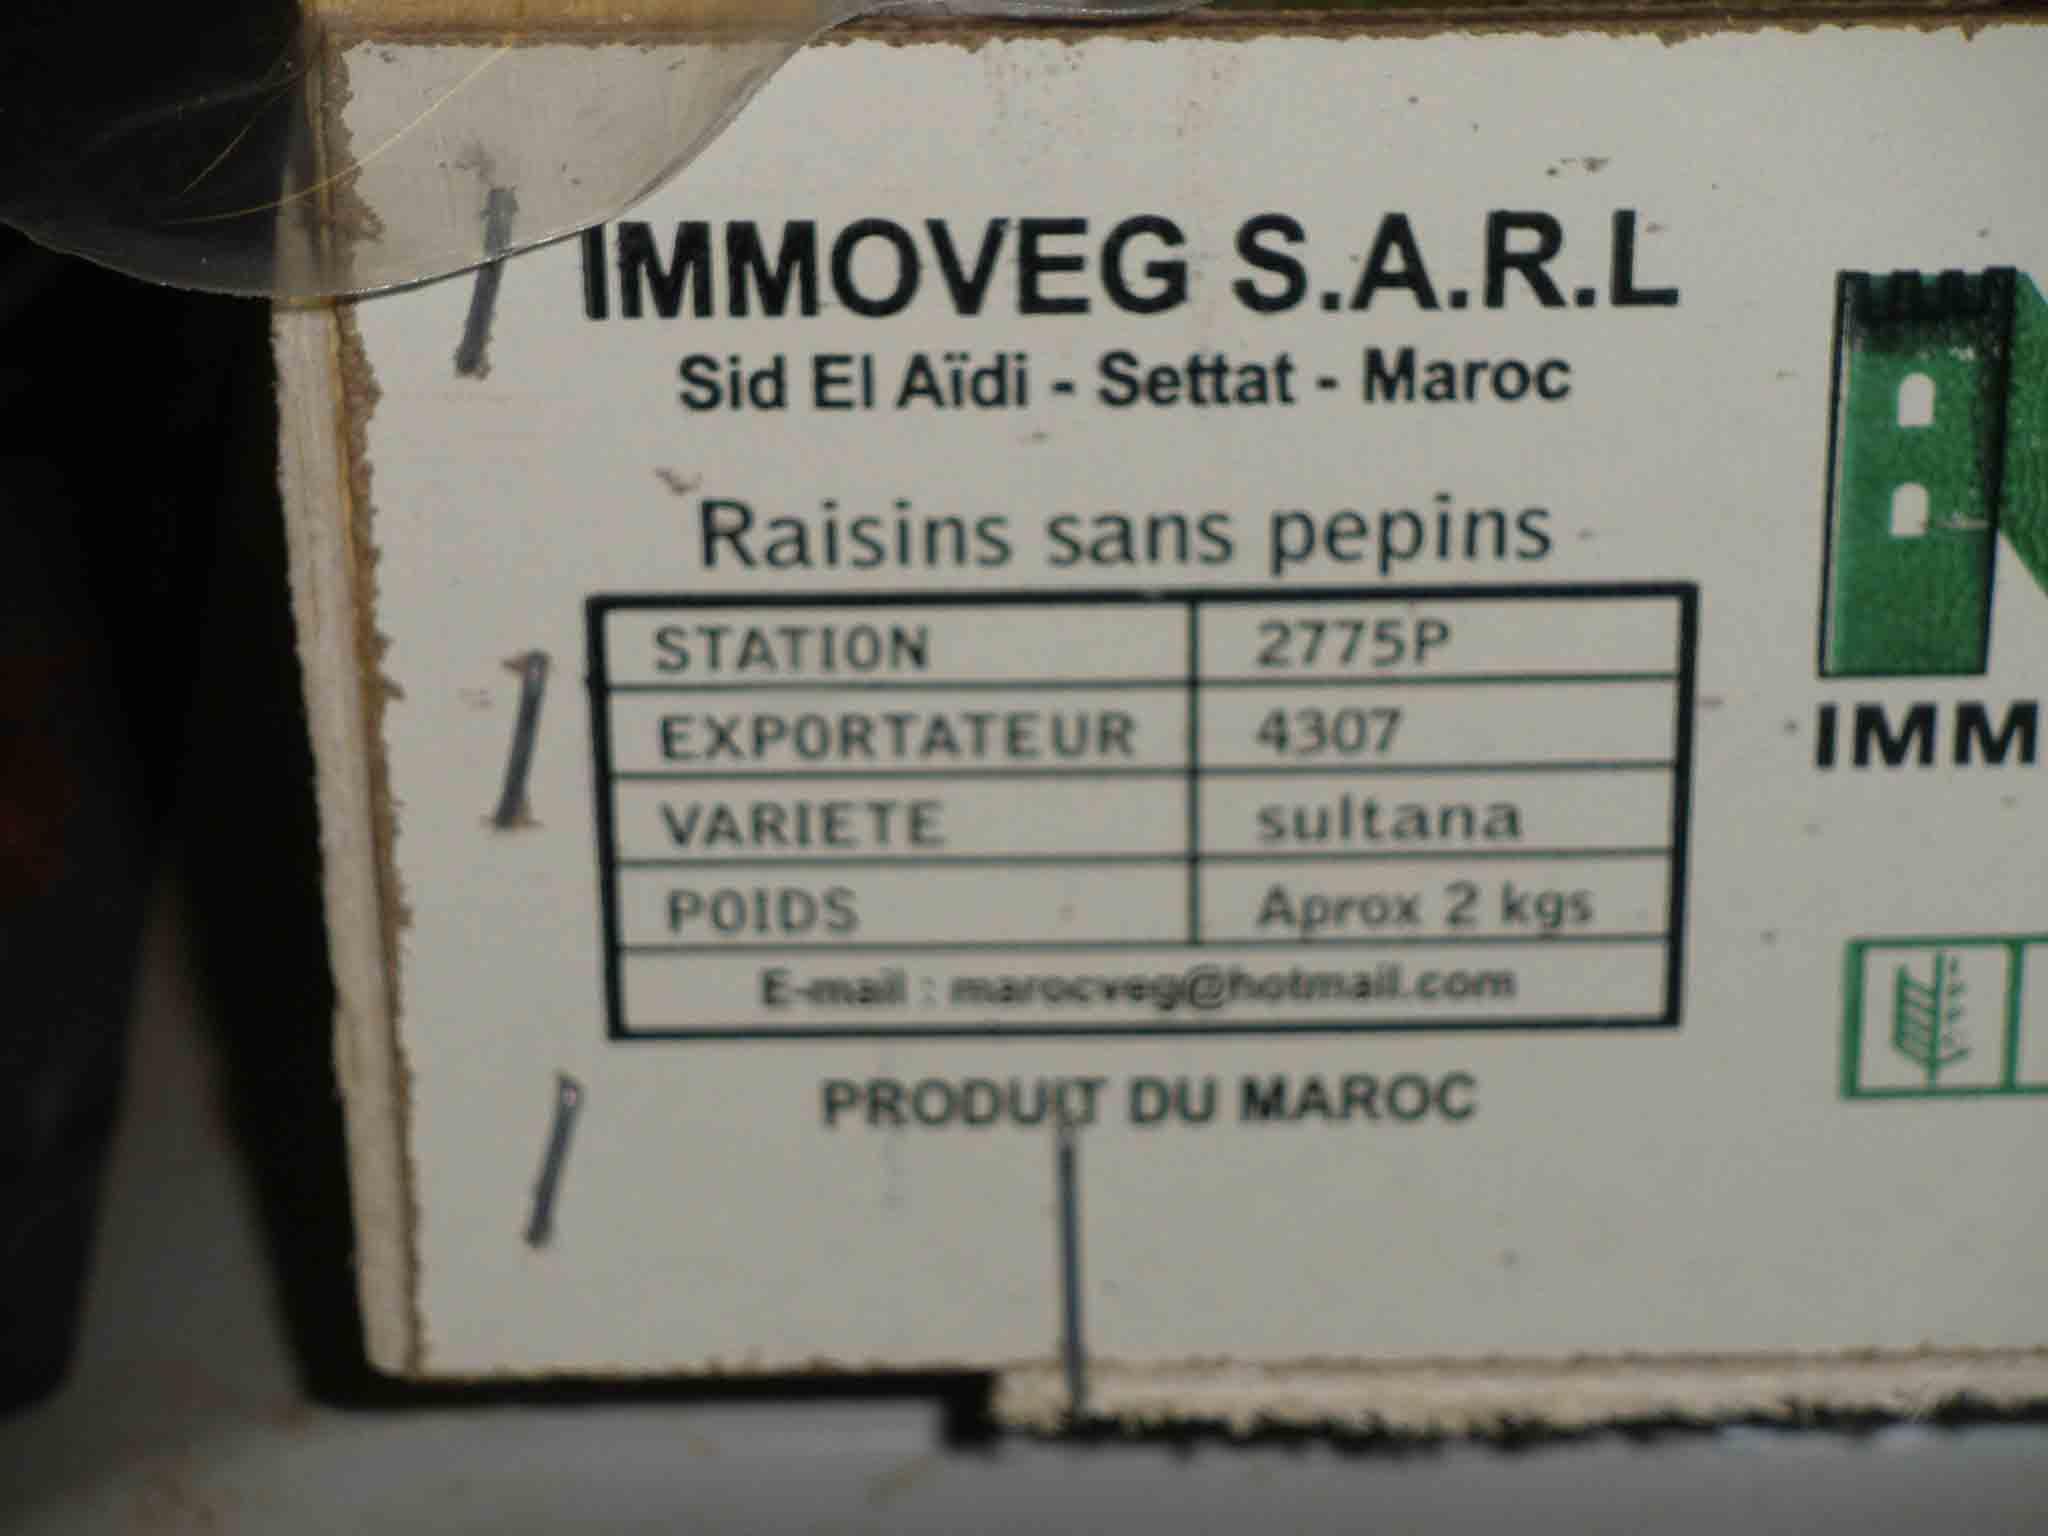 IMMOVEG S.A.R.L
Sid El Aïdi - Settat - Maroc
Raisins sans pepins
STATION 2775P
EXPORTATEUR 4307
VARIETE sultana
POIDS Aprox 2 kgs
E-mail : marocveg@hotmail.com
PRODUIT DU MAROC
IMM